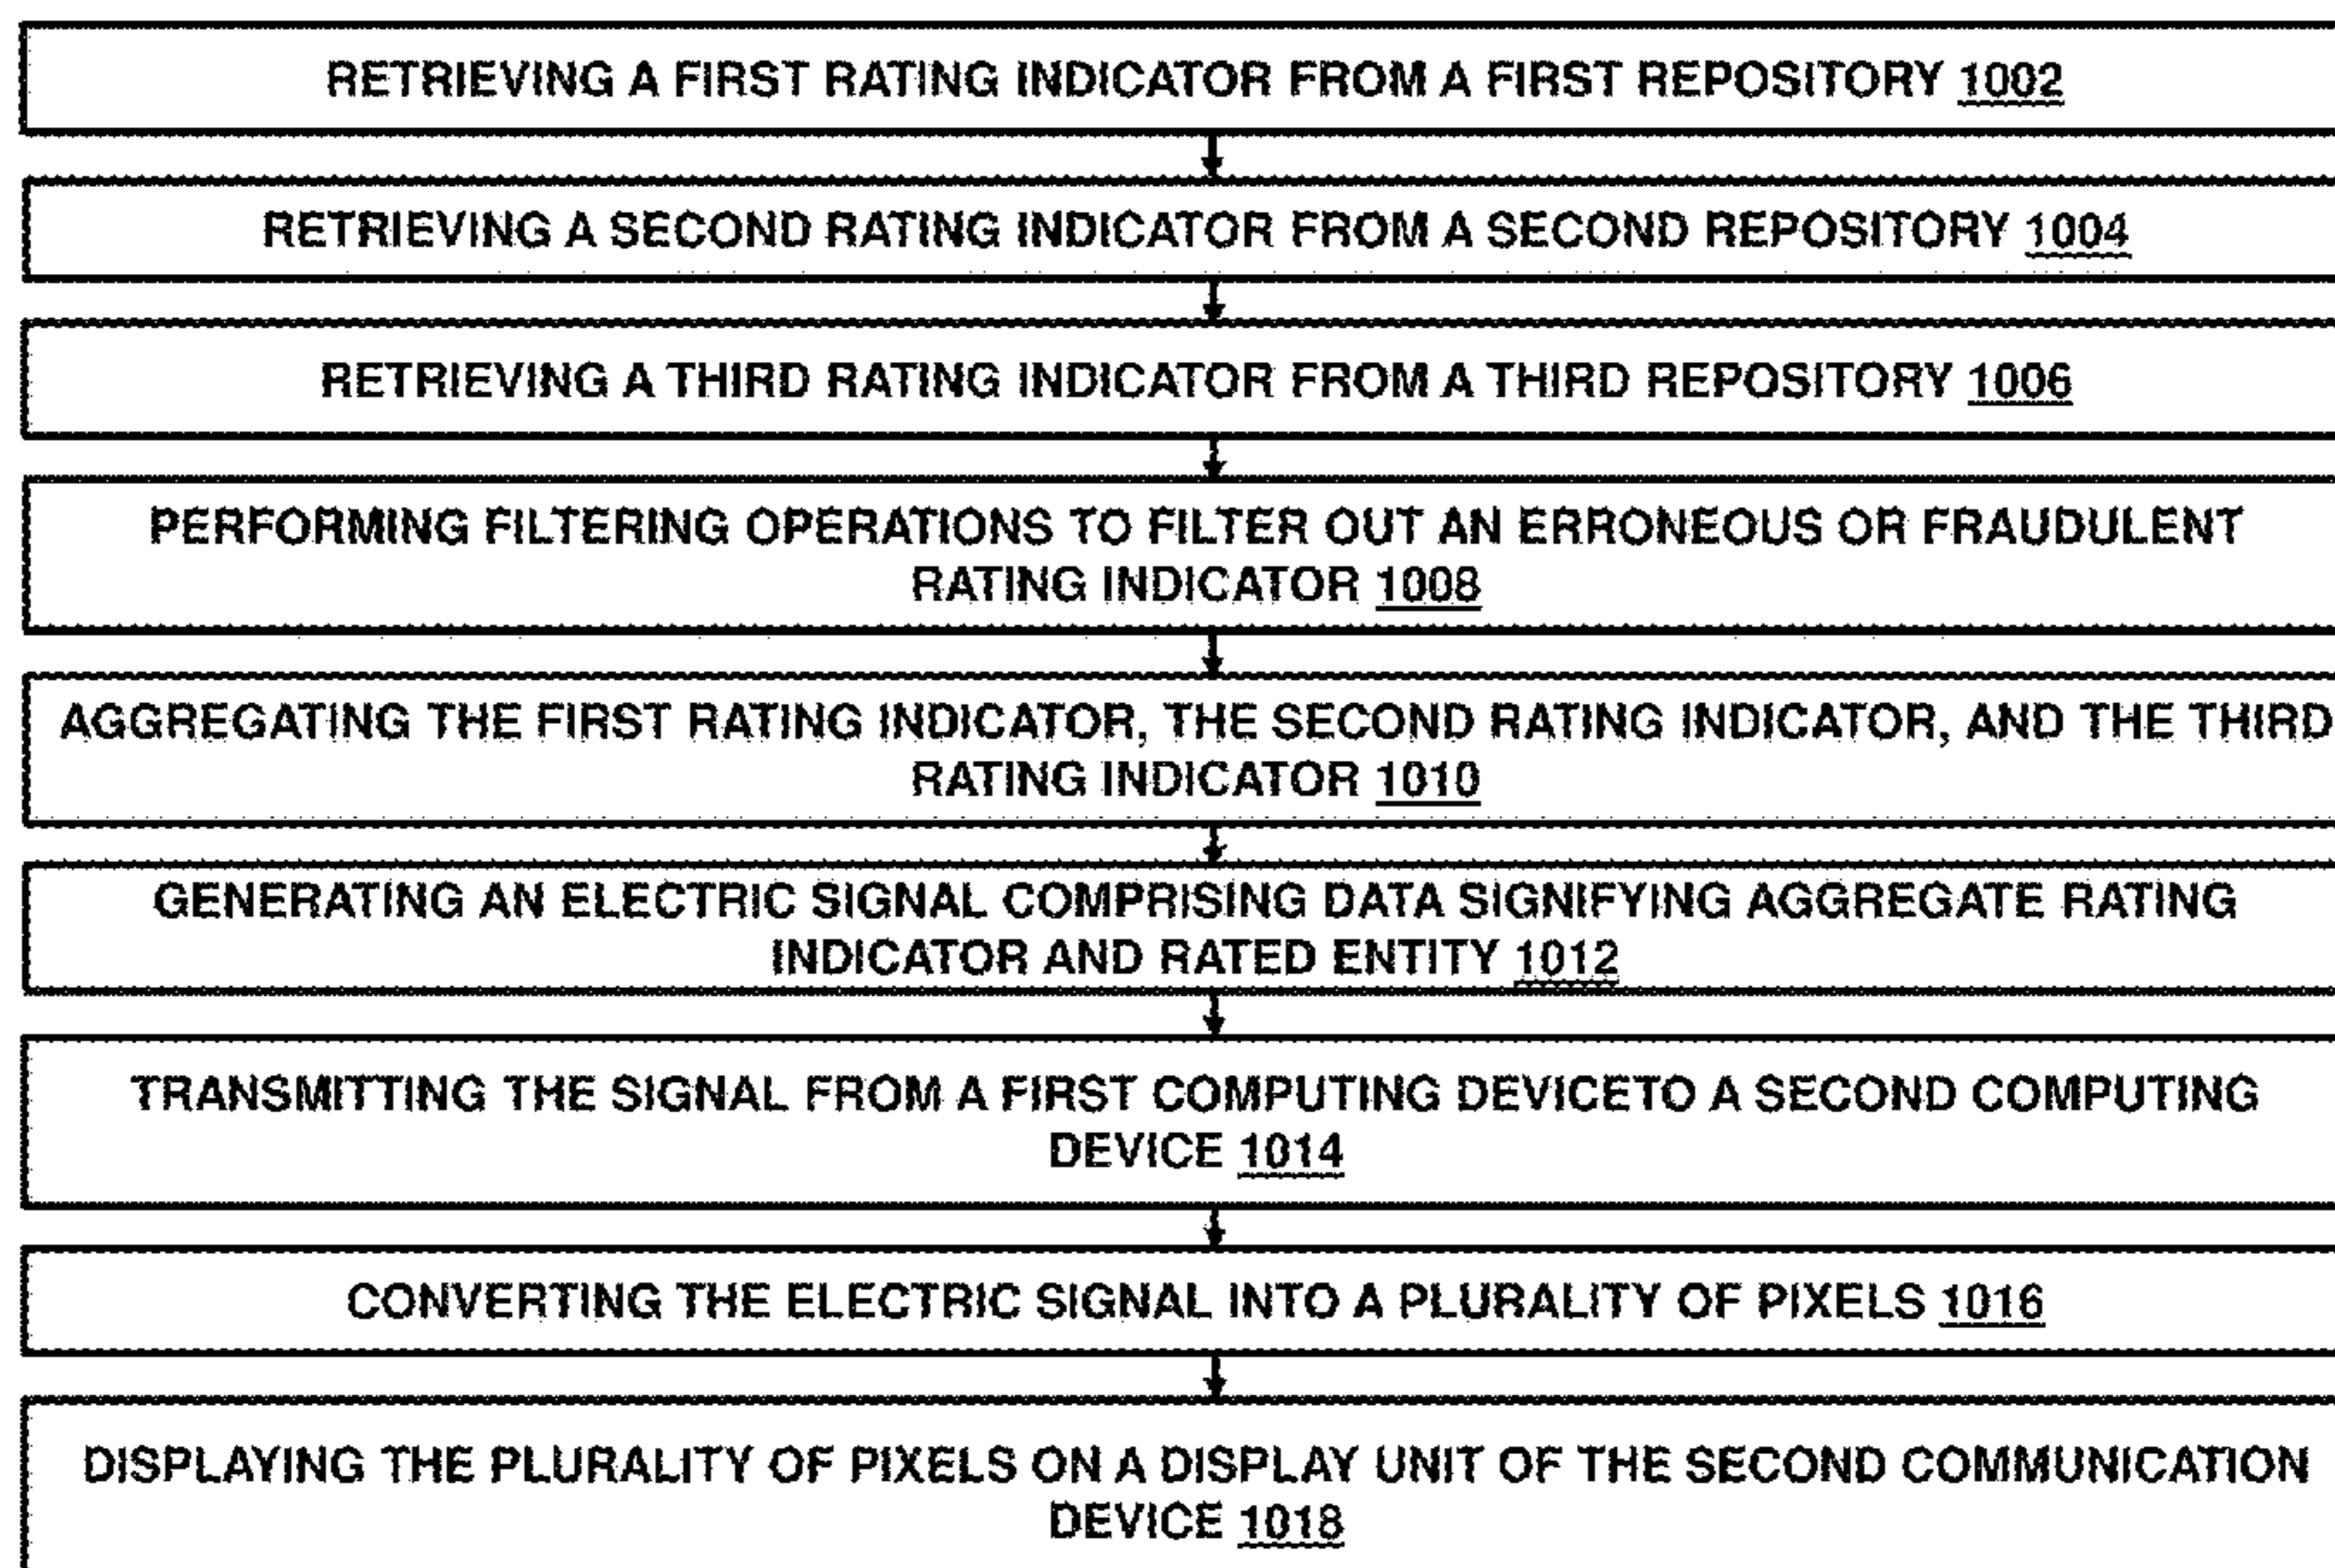 RETRIEVING A FIRST RATING INDICATOR FROM A FIRST REPOSITORY 1002
RETRIEVING A SECOND RATING INDICATOR FROM A SECOND REPOSITORY 1004
RETRIEVING A THIRD RATING INDICATOR FROM A THIRD REPOSITORY 1006
PERFORMING FILTERING OPERATIONS TO FILTER OUT AN ERRONEOUS OR FRAUDULENT
RATING INDICATOR 1008
AGGREGATING THE FIRST RATING INDICATOR, THE SECOND RATING INDICATOR, AND THE THIRD
RATING INDICATOR 1010
GENERATING AN ELECTRIC SIGNAL COMPRISING DATA SIGNIFYING AGGREGATE RATING
INDICATOR AND RATED ENTITY 1012
TRANSMITTING THE SIGNAL FROM A FIRST COMPUTING DEVICETO A SECOND COMPUTING
DEVICE 1014
CONVERTING THE ELECTRIC SIGNAL INTO A PLURALITY OF PIXELS 1016
DISPLAYING THE PLURALITY OF PIXELS ON A DISPLAY UNIT OF THE SECOND COMMUNICATION
DEVICE 1018